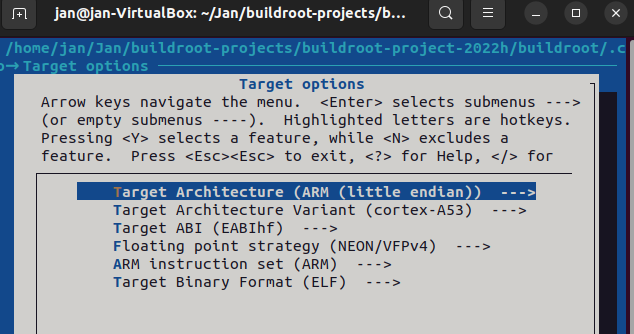 jan@jan-VirtualBox: ~/Jan/buildroot-projects/b...
/home/jan/Jan/buildroot-projects/buildroot-project-2022h/buildroot/.c
→Target options
Target options
Arrow keys navigate the menu. <Enter> selects submenus --->
(or empty submenus ----). Highlighted letters are hotkeys.
Pressing <Y> selects a feature, while <N> excludes a
feature. Press <Esc><Esc> to exit, <?> for Help, </> for
Target Architecture (ARM (little endian)) --->
Target Architecture Variant (cortex-A53) --->
Target ABI (EABIhf) --->
Floating point strategy (NEON/VFPv4) --->
ARM instruction set (ARM) --->
Target Binary Format (ELF) --->